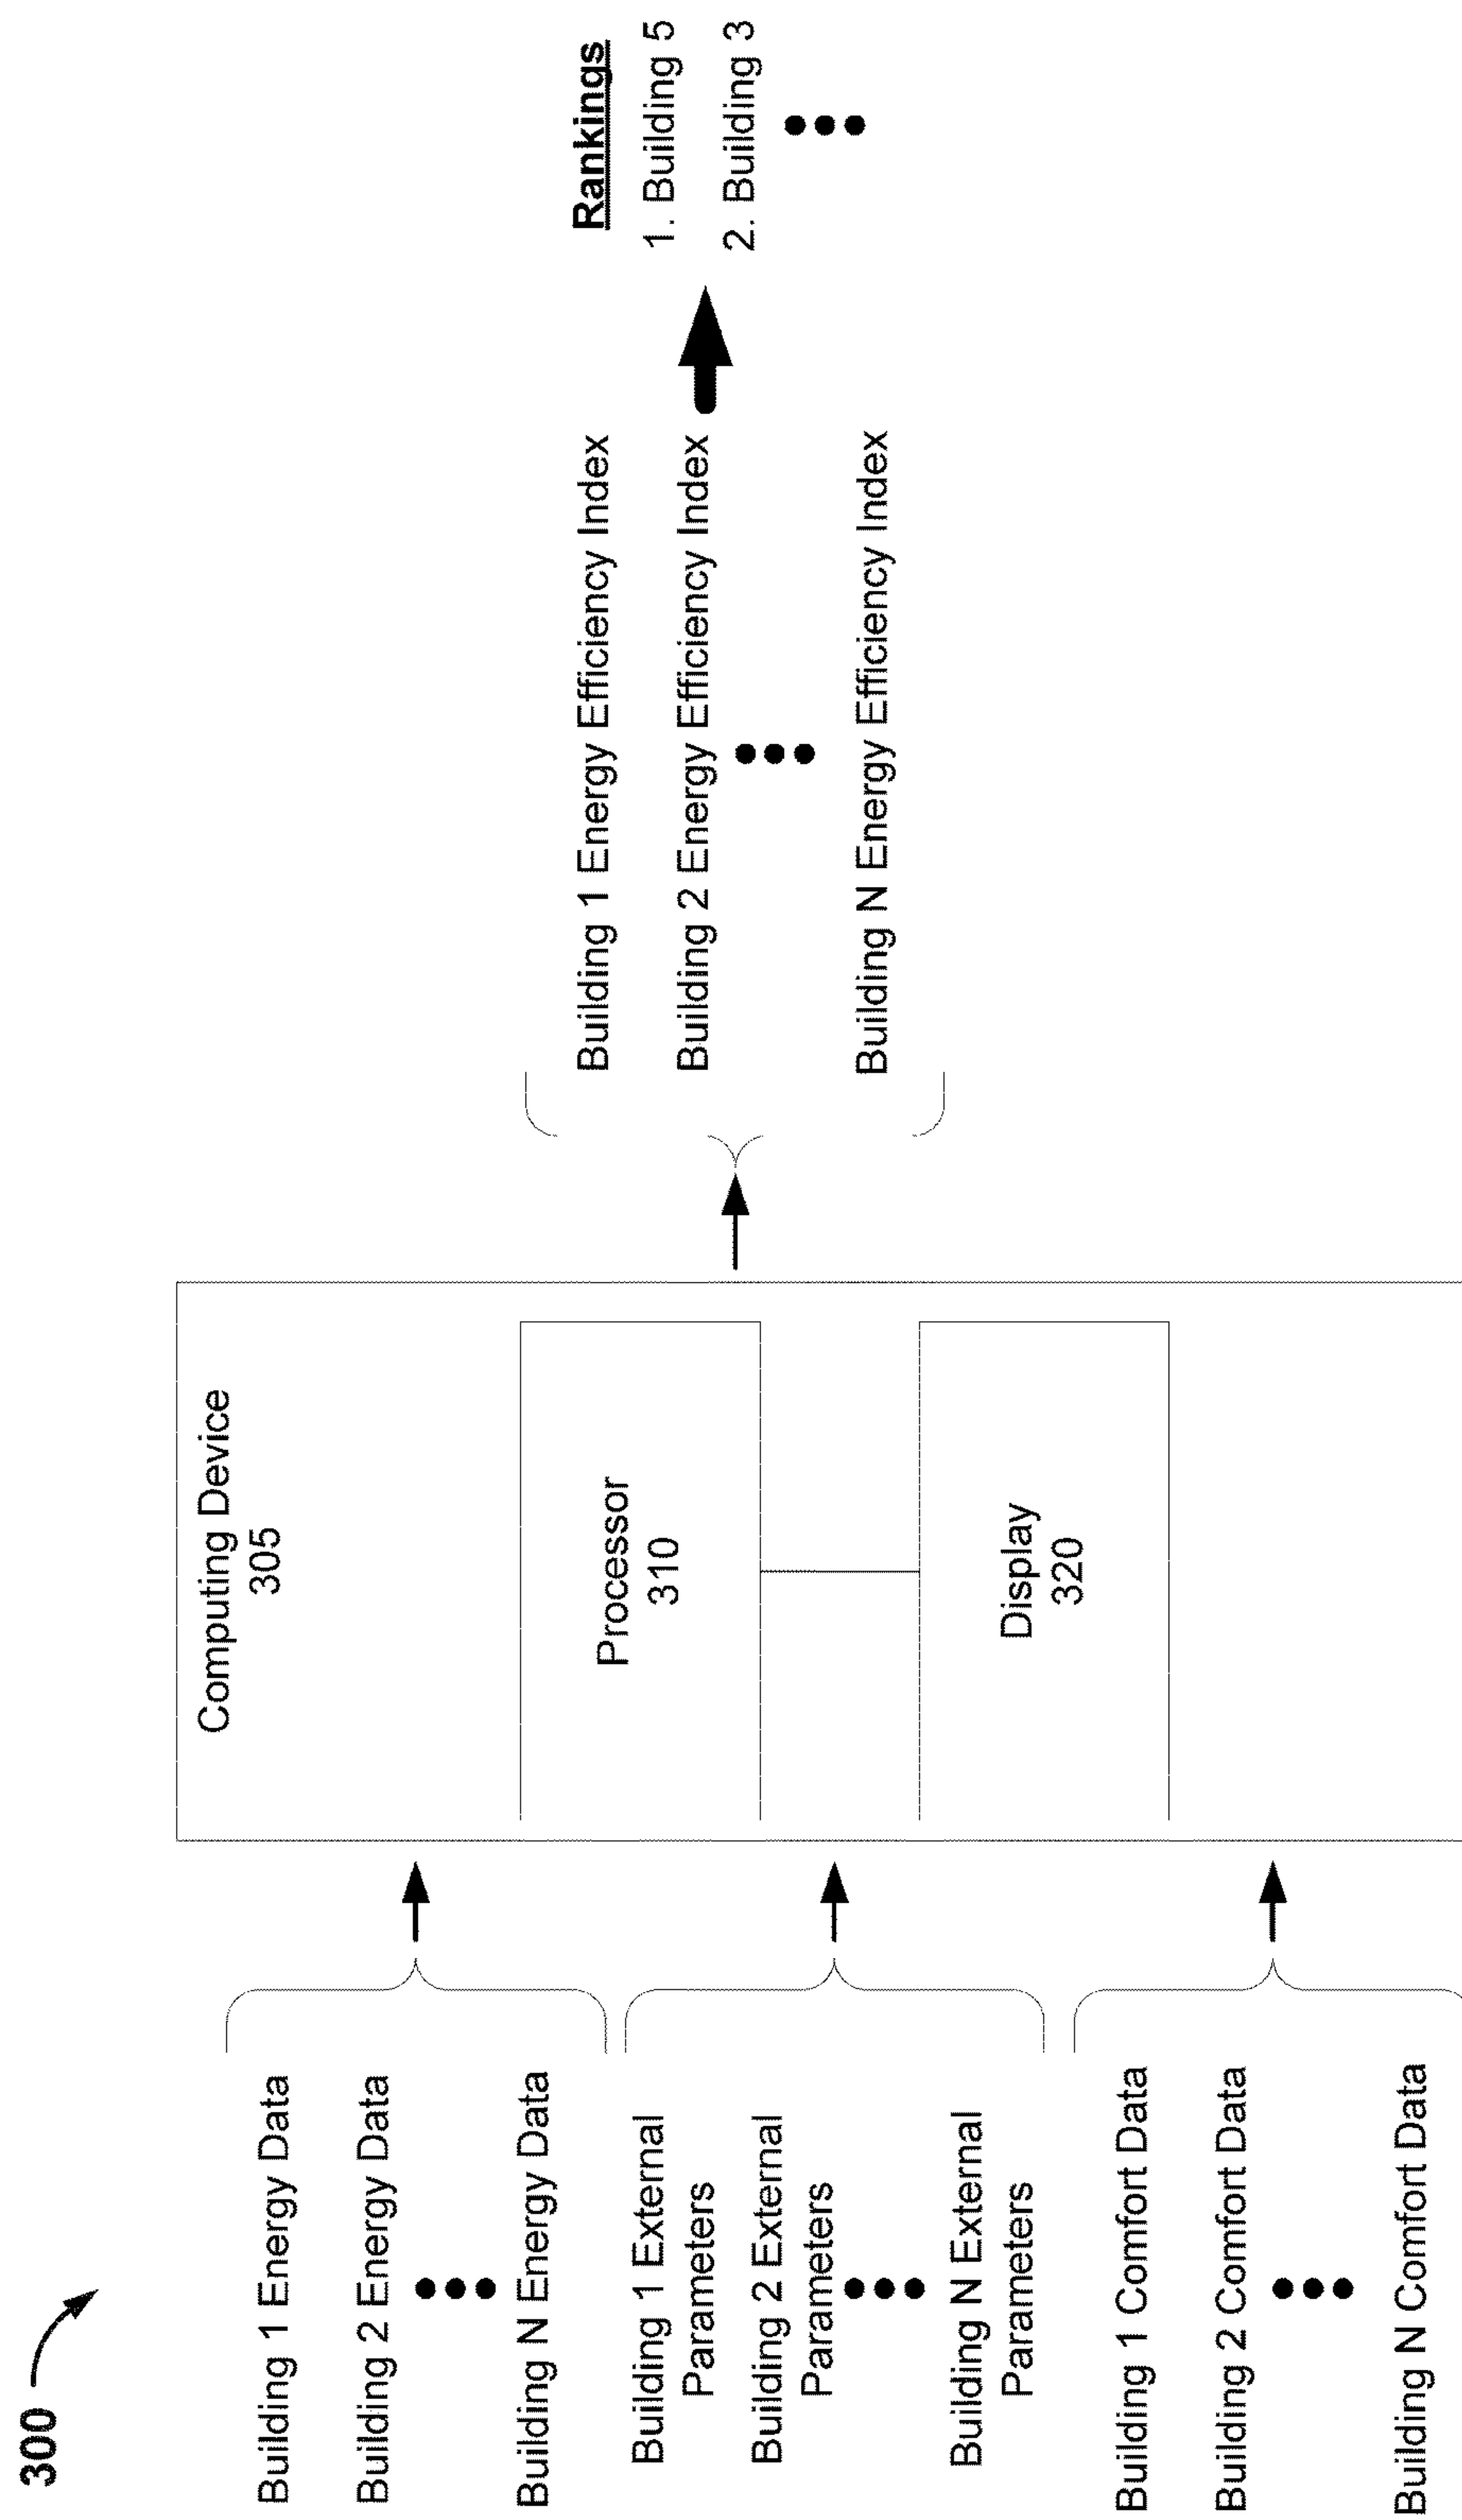 300
Building 1 Energy Data
Building 2 Energy Data
Building N Energy Data
Building 1 External
Parameters
Building 2 External
Parameters
Building N External
Parameters
Building 1 Comfort Data
Building 2 Comfort Data
Building N Comfort Data
Computing Device
305
Processor
310
Display
320
Building 1 Energy Efficiency Index
Building 2 Energy Efficiency Index
Building N Energy Efficiency Index
Rankings
1. Building 5
2. Building 3